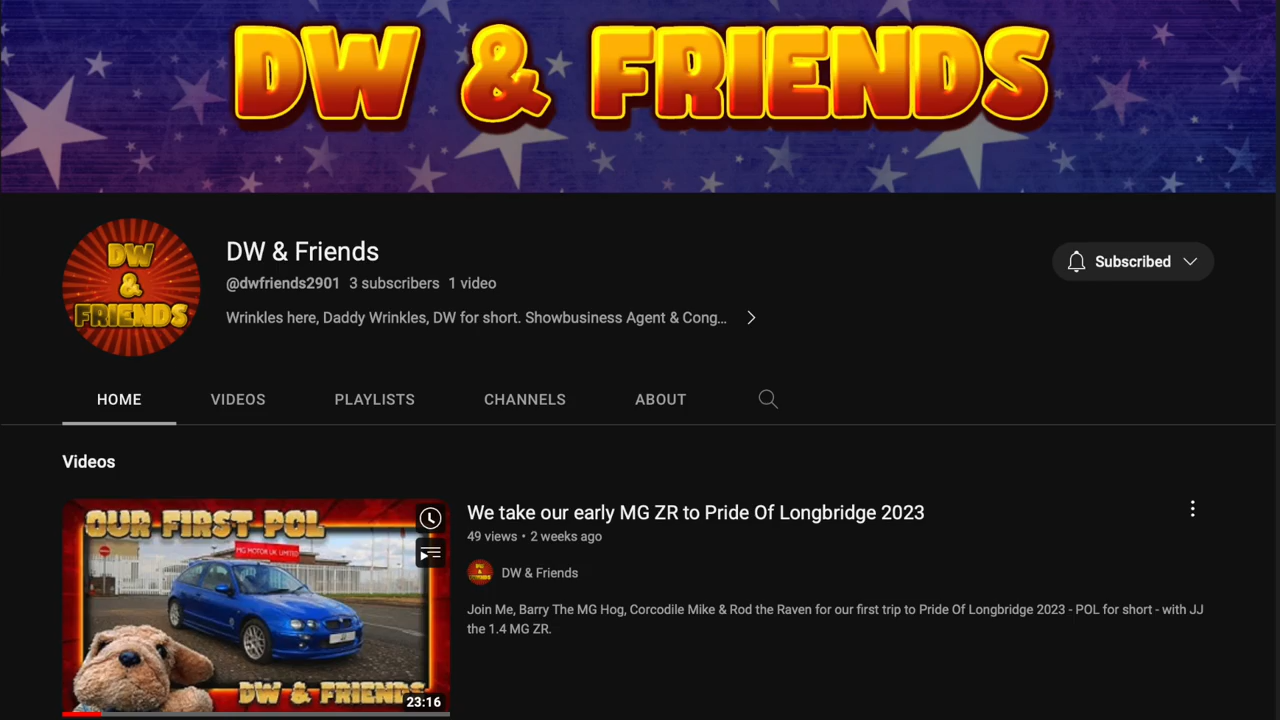 DW & FRIENDS
DW
&
FRIENDS
DW & Friends
@dwfriends2901 3 subscribers 1 video
Wrinkles here, Daddy Wrinkles, DW for short. Showbusiness Agent & Cong...
Subscribed
HOME VIDEOS PLAYLISTS CHANNELS ABOUT
Videos
OUR FIRST POL
MG MOTOR UK LIMITED
DW & FRIENDS
23:16
We take our early MG ZR to Pride Of Longbridge 2023
49 views • 2 weeks ago
DW & Friends
Join Me, Barry The MG Hog, Corcodile Mike & Rod the Raven for our first trip to Pride Of Longbridge 2023 - POL for short - with JJ
the 1.4 MG ZR.